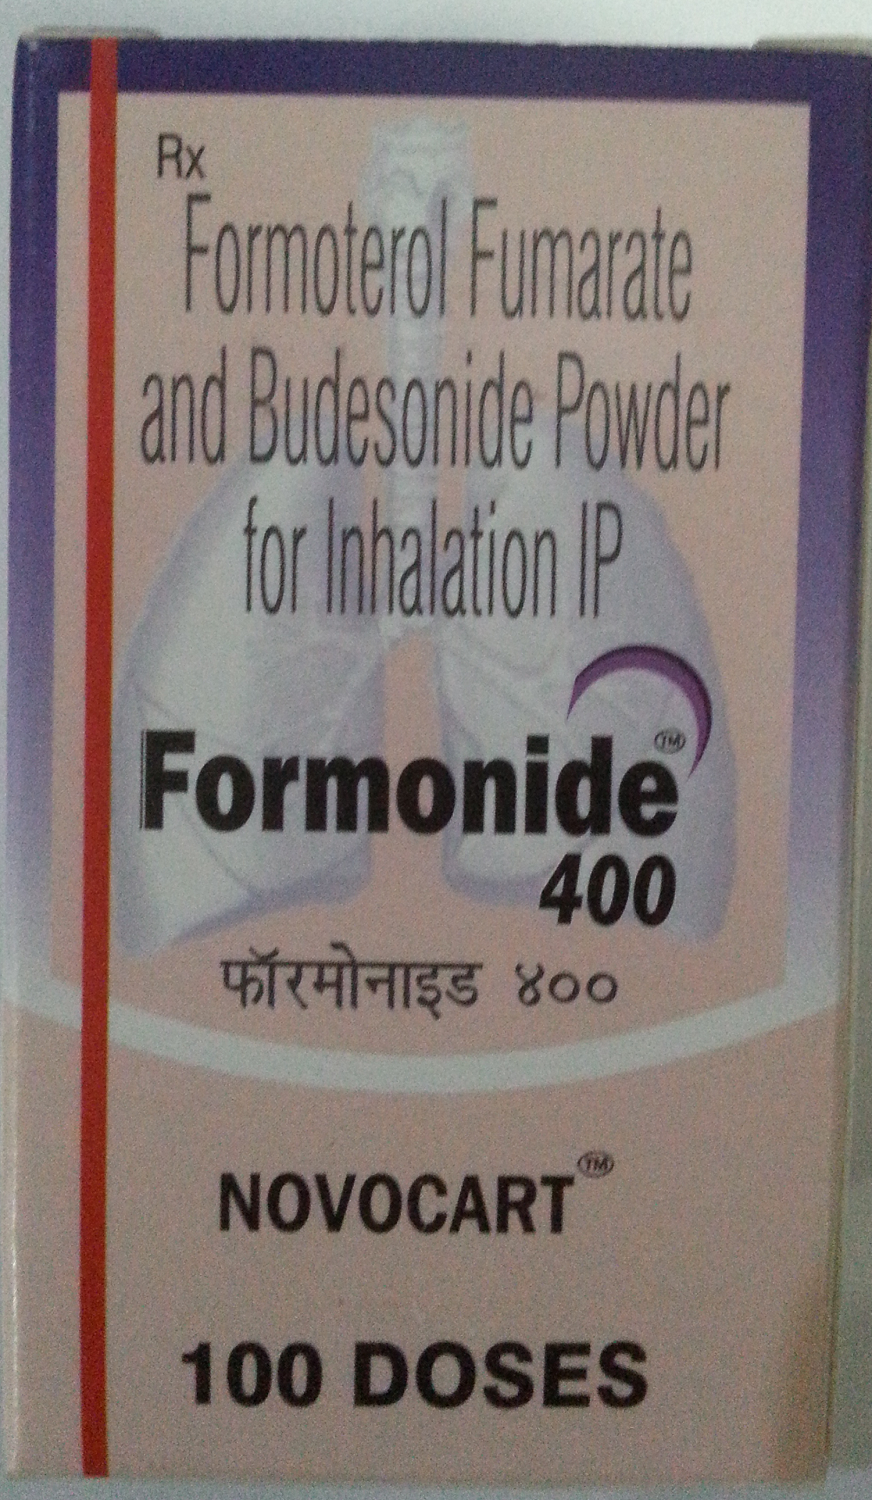 Rx
Formoterol Fumarate
and Budesonide Powder
for Inhalation IP
Formonide™
400
फॉरमोनाइड ४००
NOVOCART™
100 DOSES